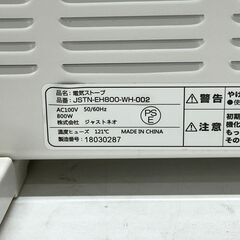 品名：電気ストーブ
品番：JSTN-EH800-WH-002
AC100V 50/60Hz
800W
株式会社 ジャストネオ
PSE
温度ヒューズ 121℃ MADE IN CHINA
製造番号：18030287
警告
注意